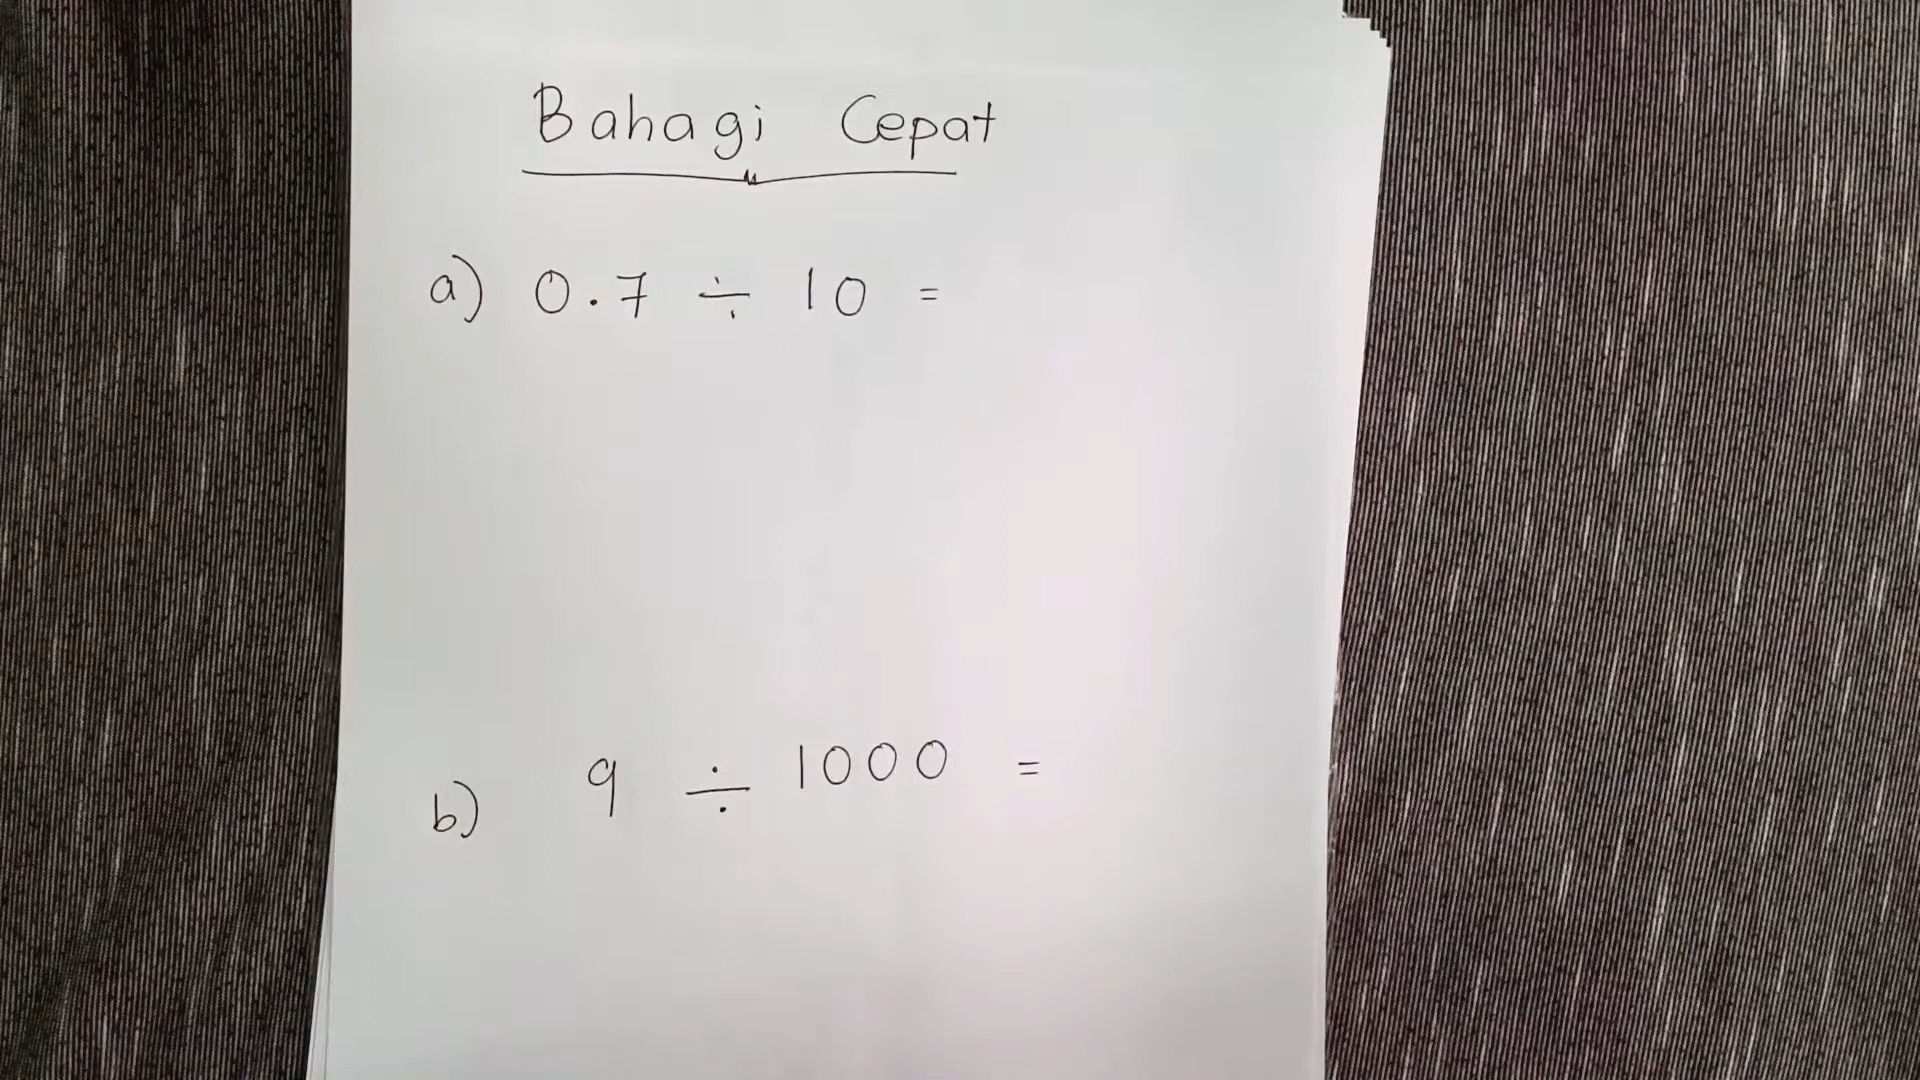 Bahagi Cepat
a) 0.7 ÷ 10 =
b) 9 ÷ 1000 =